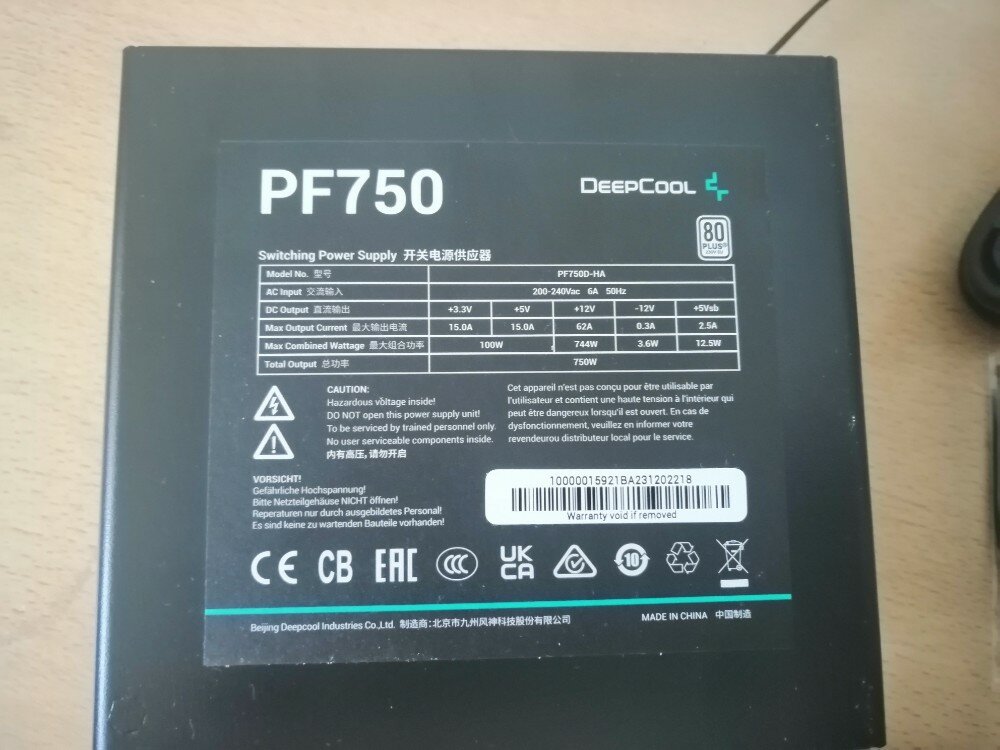 PF750
DEEPCOOL
80
PLUS®
230V EU
Switching Power Supply 开关电源供应器
Model No. 型号 PF750D-HA
AC Input 交流输入 200-240Vac 6A 50Hz
DC Output 直流输出 +3.3V +5V +12V -12V +5Vsb
Max Output Current 最大输出电流 15.0A 15.0A 62A 0.3A 2.5A
Max Combined Wattage 最大组合功率 100W 744W 3.6W 12.5W
Total Output 总功率 750W
CAUTION:
Hazardous voltage inside!
DO NOT open this power supply unit!
To be serviced by trained personnel only.
No user serviceable components inside.
内有高压, 请勿开启
Cet appareil n'est pas conçu pour être utilisable par
l'utilisateur et contient une haute tension à l'intérieur qui
peut être dangereux lorsqu'il est ouvert. En cas de
dysfonctionnement, veuillez en informer votre
revendeurou distributeur local pour le service.
VORSICHT!
Gefährliche Hochspannung!
Bitte Netzteilgehäuse NICHT öffnen!
Reperaturen nur durch ausgebildetes Personal!
Es sind keine zu wartenden Bauteile vorhanden!
10000015921BA231202218
Warranty void if removed
CE CB EAC CCC UK CA 10
Beijing Deepcool Industries Co.,Ltd. 制造商:北京市九州风神科技股份有限公司
MADE IN CHINA 中国制造